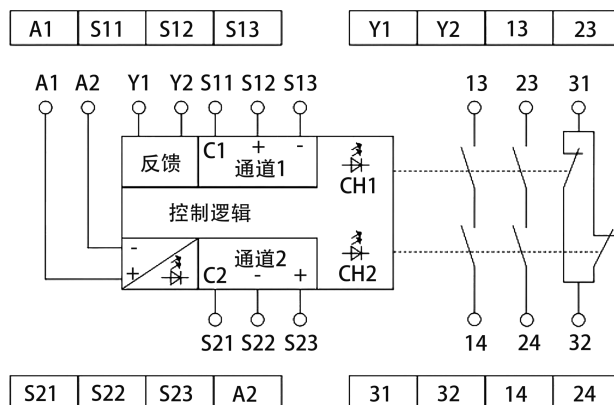 A1 S11 S12 S13 Y1 Y2 13 23
A1 A2 Y1 Y2 S11 S12 S13 13 23 31
反馈 C1 + -
通道1 CH1
控制逻辑
- 通道2
+ C2 - + CH2
S21 S22 S23 14 24 32
S21 S22 S23 A2 31 32 14 24